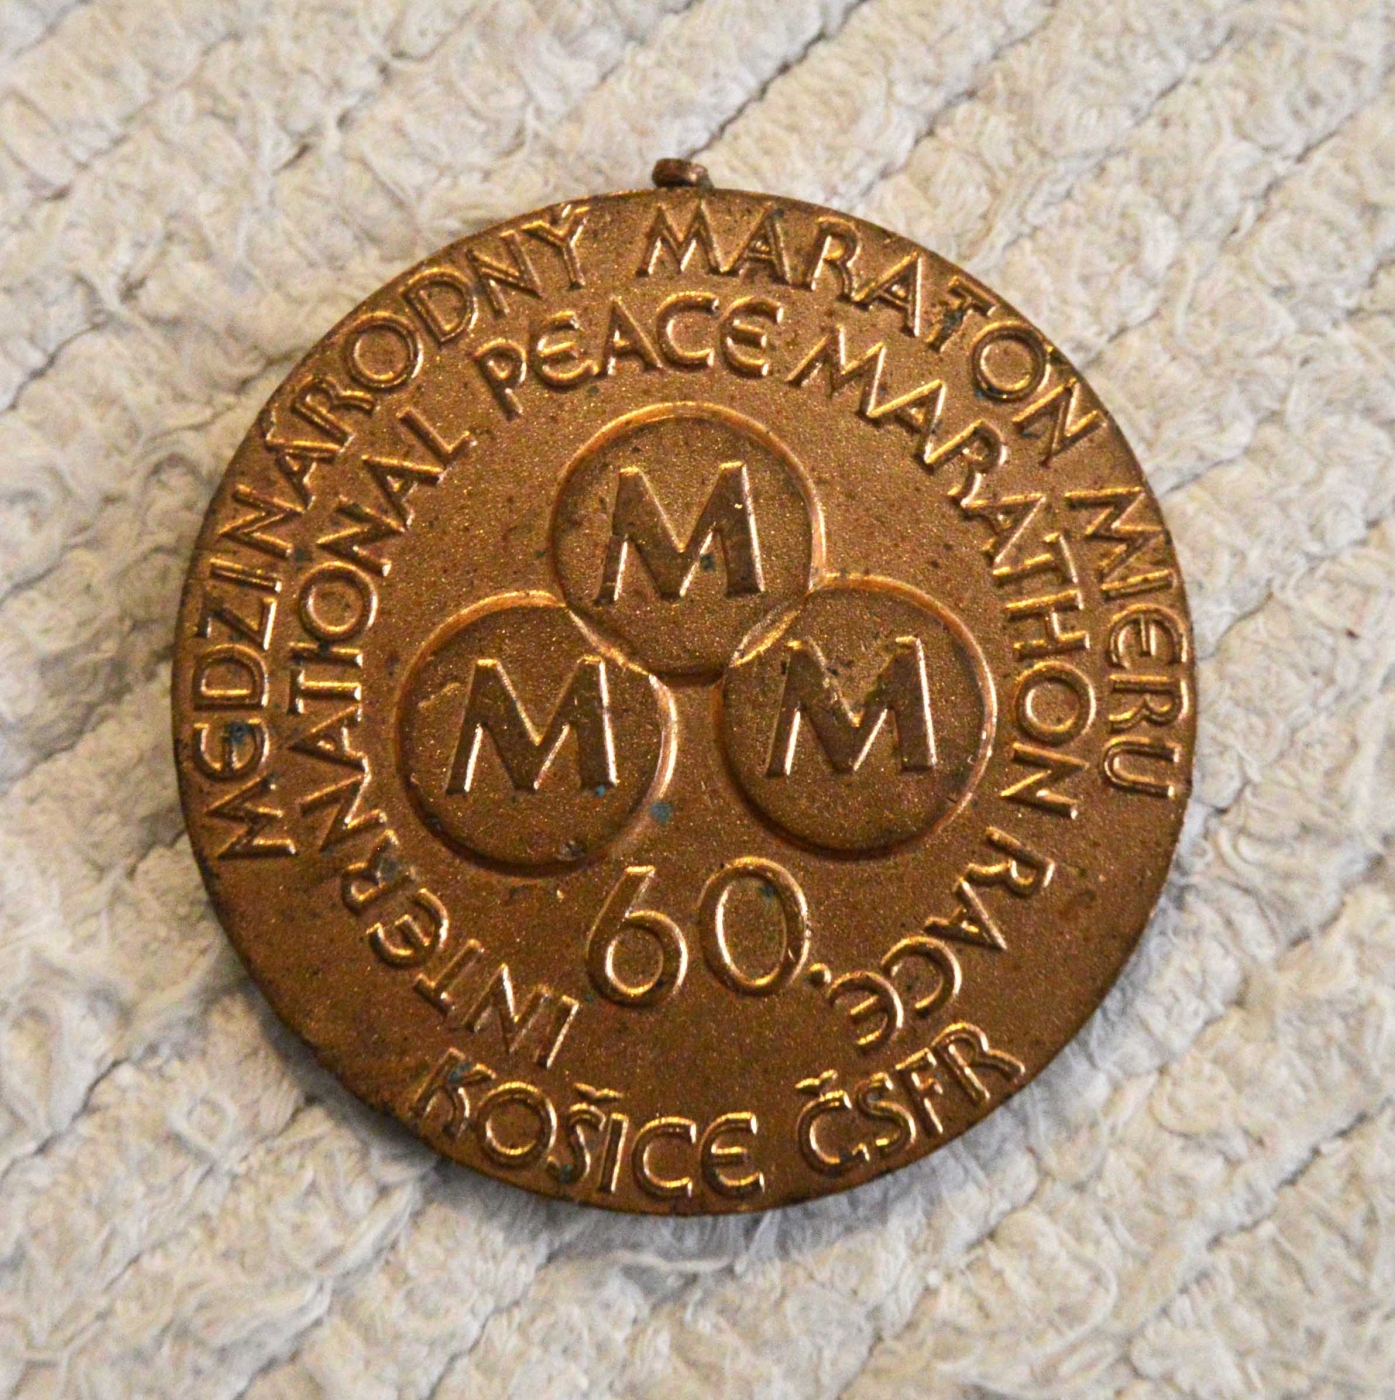 MEDZINÁRODNÝ MARATÓN MIERU
INTERNATIONAL PEACE MARATHON RACE
M
M M
60.
KOŠICE ČSFR